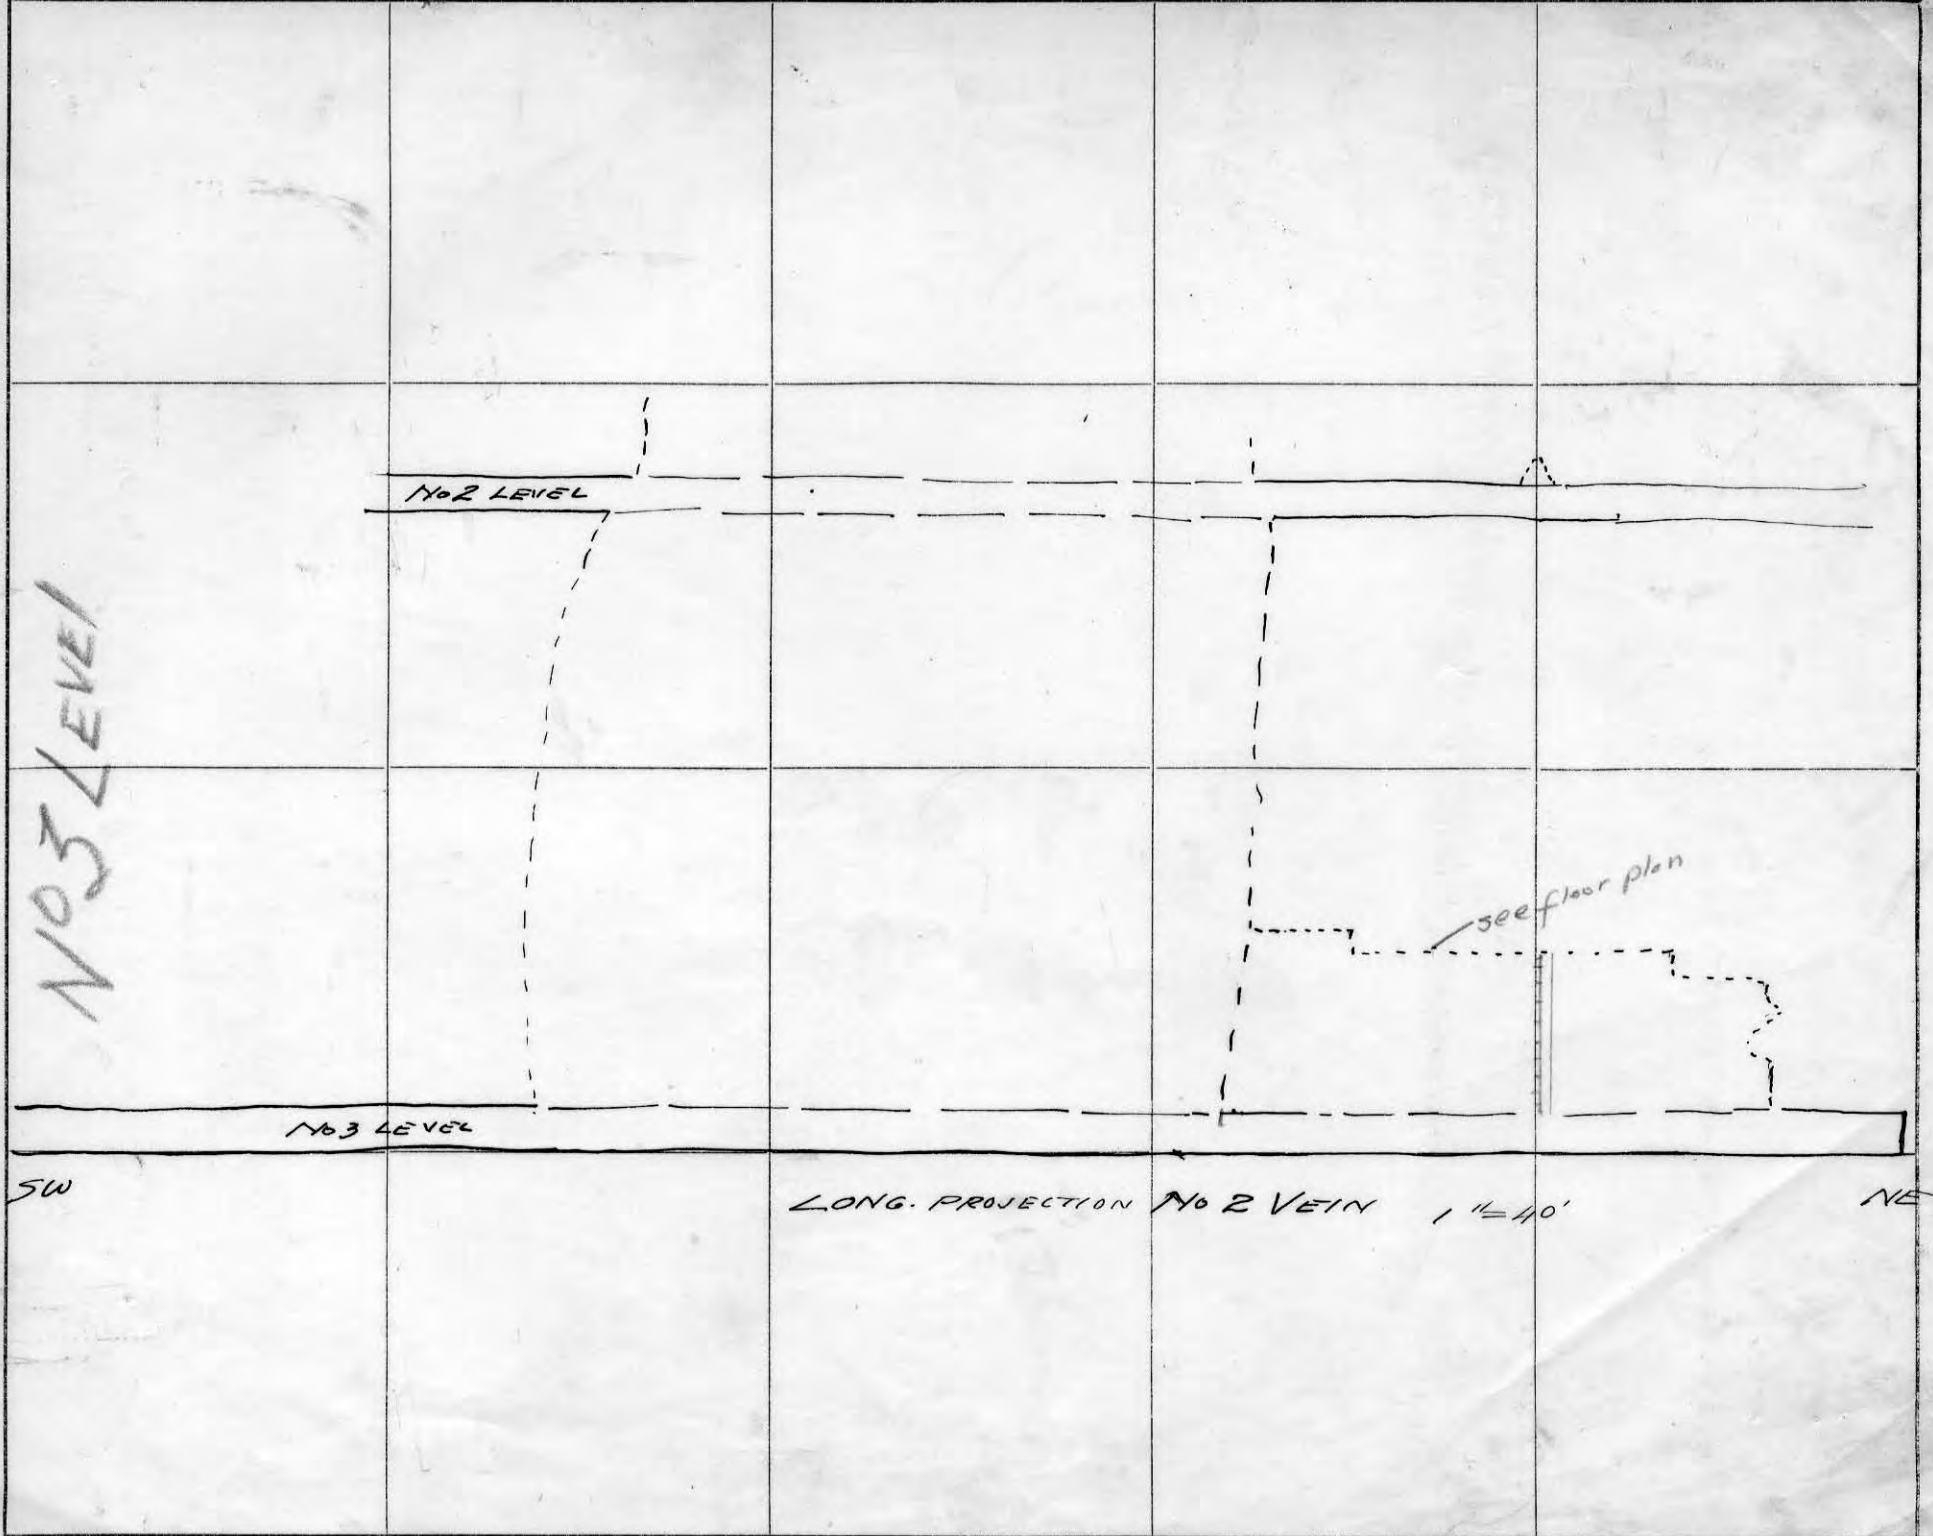 No 2 LEVEL
No 3 LEVEL
see floor plan
No 3 LEVEL
SW
LONG. PROJECTION No 2 VEIN 1"=40'
NE